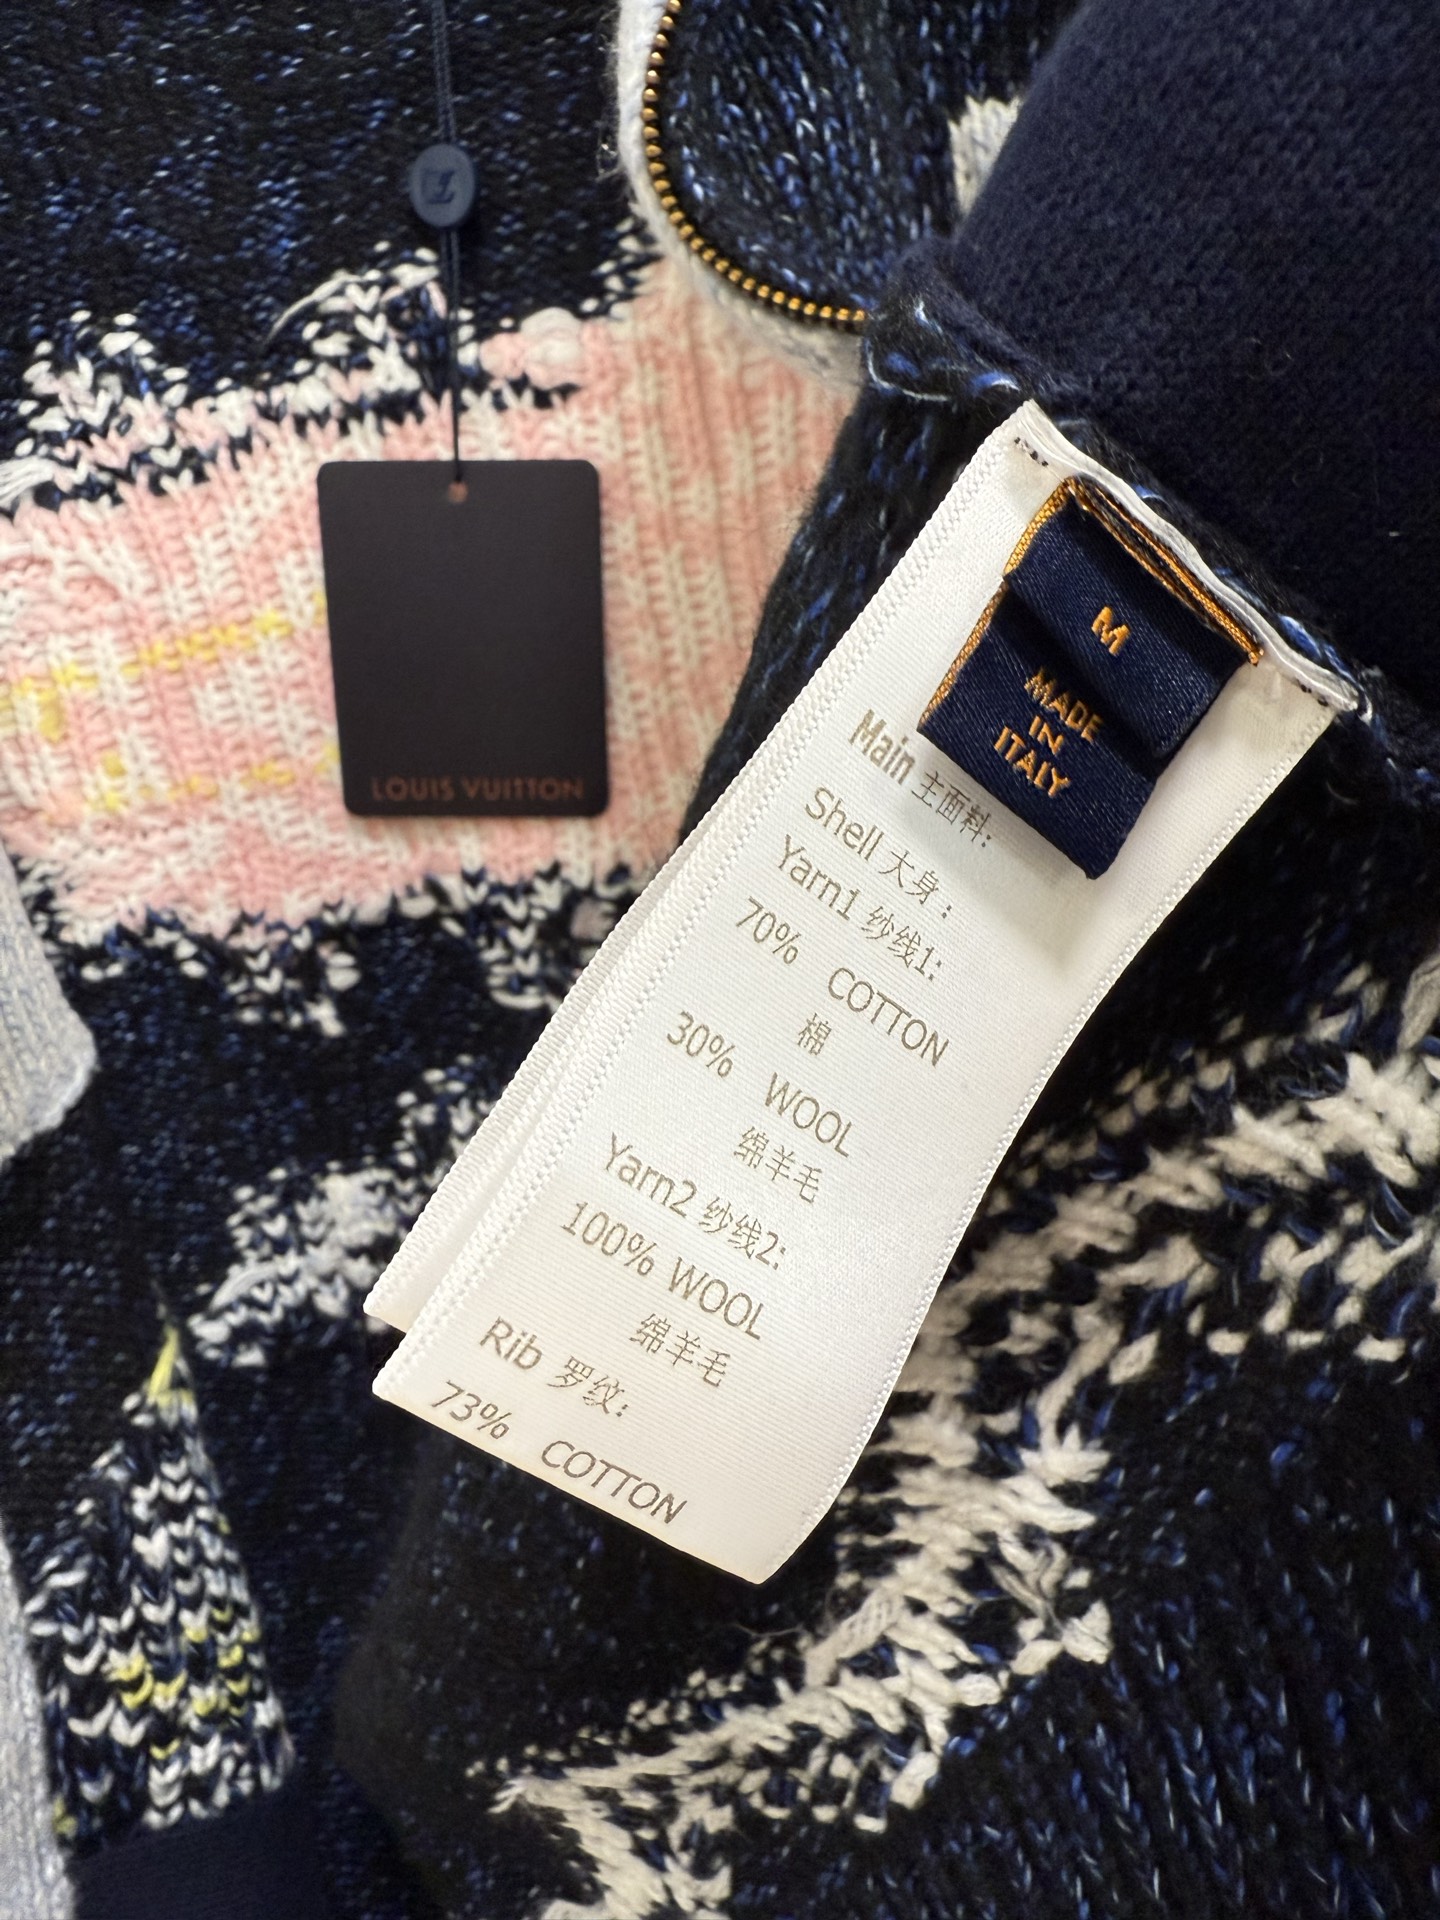 LOUIS VUITTON
M
MADE
IN
ITALY
Main 主面料:
Shell 大身:
Yarn1 纱线1:
70% COTTON
棉
30% WOOL
绵羊毛
Yarn2 纱线2:
100% WOOL
绵羊毛
Rib 罗纹:
73% COTTON